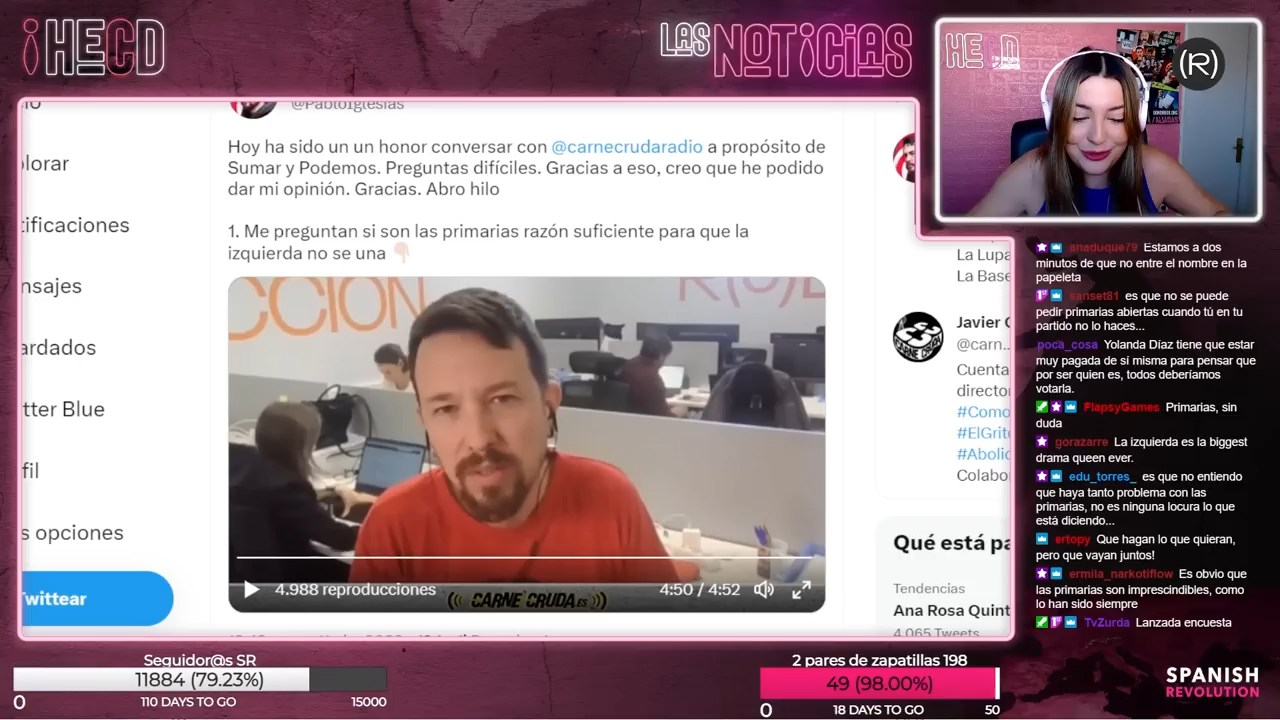 ¡HECD
LAS NOTICIAS
HE
(R)
@PabloIglesias
Hoy ha sido un un honor conversar con @carnecrudaradio a propósito de
Sumar y Podemos. Preguntas difíciles. Gracias a eso, creo que he podido
dar mi opinión. Gracias. Abro hilo
1. Me preguntan si son las primarias razón suficiente para que la
izquierda no se una
lorar
tificaciones
nsajes
ardados
tter Blue
fil
s opciones
Twittear
CCION
4.988 reproducciones
4:50 / 4:52
CARNE CRUDA.ES
La Lupa
La Base
Javier C
@carn...
CARNE CRUDA
Cuenta
director
#Como
#ElGrito
#Abolic
Colabo
Qué está pa
Tendencias
Ana Rosa Quint
4.065 Tweets
anaduque79 Estamos a dos
minutos de que no entre el nombre en la
papeleta
sanset81 es que no se puede
pedir primarias abiertas cuando tú en tu
partido no lo haces...
poca_cosa Yolanda Díaz tiene que estar
muy pagada de sí misma para pensar que
por ser quien es, todos deberíamos
votarla.
FlapsyGames Primarias, sin
duda
gorazarre La izquierda es la biggest
drama queen ever.
edu_torres_ es que no entiendo
que haya tanto problema con las
primarias, no es ninguna locura lo que
está diciendo...
ertopy Que hagan lo que quieran,
pero que vayan juntos!
ermila_narkotiflow Es obvio que
las primarias son imprescindibles, como
lo han sido siempre
TvZurda Lanzada encuesta
Seguidor@s SR
11884 (79.23%)
0
110 DAYS TO GO
15000
2 pares de zapatillas 198
49 (98.00%)
0
18 DAYS TO GO
50
SPANISH
REVOLUTION